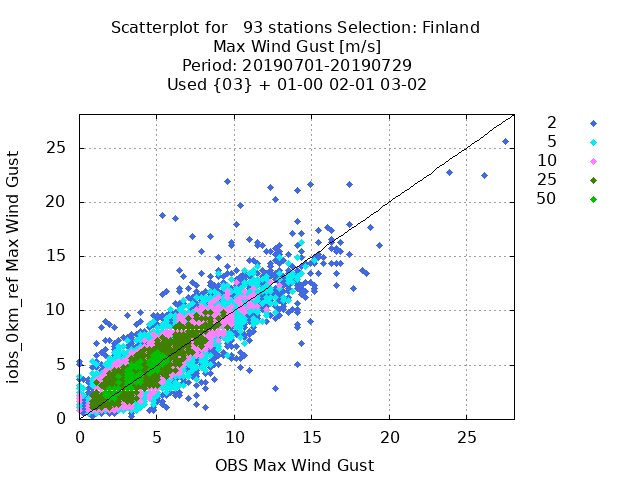 Scatterplot for   93 stations Selection: Finland
Max Wind Gust [m/s]
Period: 20190701-20190729
Used {03} + 01-00 02-01 03-02
iobs_0km_ref Max Wind Gust
25
20
15
10
5
0
0 5 10 15 20 25
OBS Max Wind Gust
2
5
10
25
50